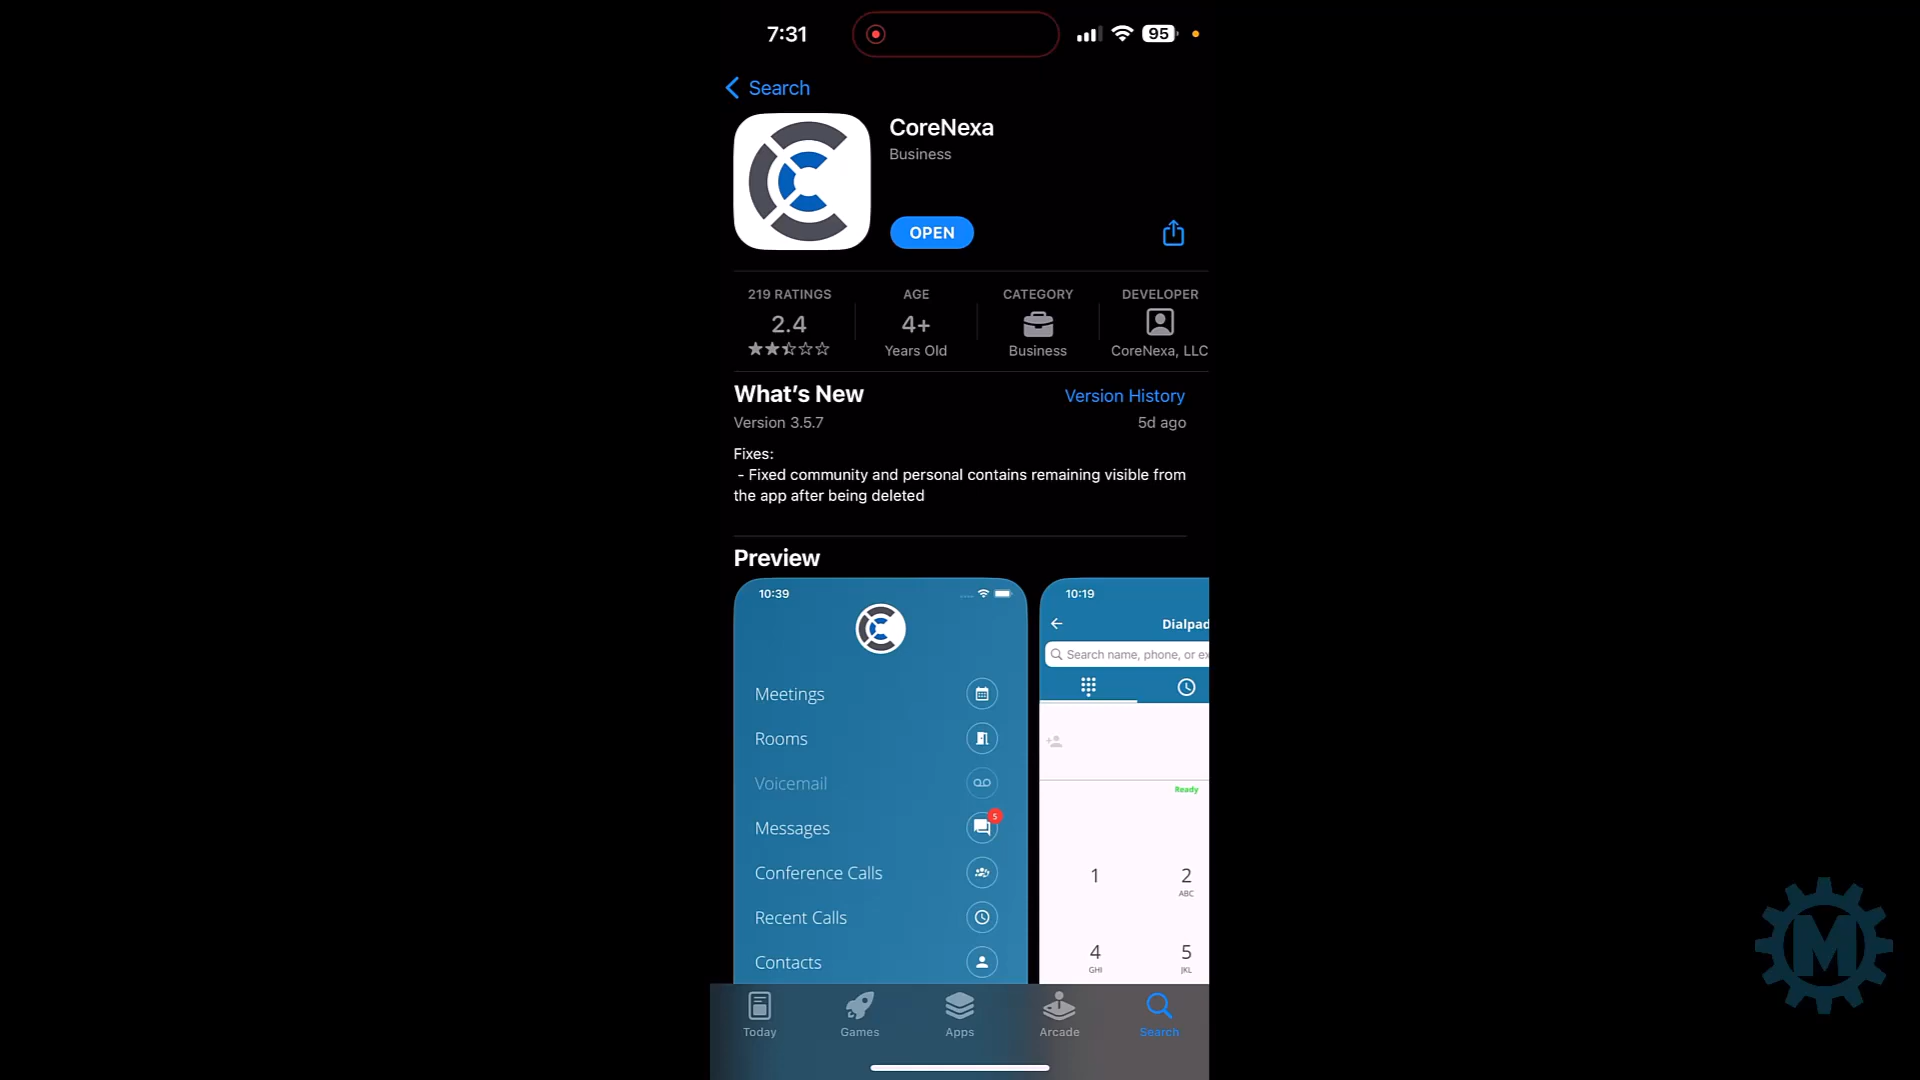 7:31
95
Search
CoreNexa
Business
OPEN
219 RATINGS
AGE
CATEGORY
DEVELOPER
2.4
4+
Years Old
Business
CoreNexa, LLC
What's New
Version History
Version 3.5.7
5d ago
Fixes:
- Fixed community and personal contains remaining visible from
the app after being deleted
Preview
10:39
Meetings
Rooms
Voicemail
Messages
5
Conference Calls
Recent Calls
Contacts
10:19
Dialpad
Search name, phone, or ex
Ready
1
2
ABC
4
GHI
5
JKL
Today
Games
Apps
Arcade
Search
M